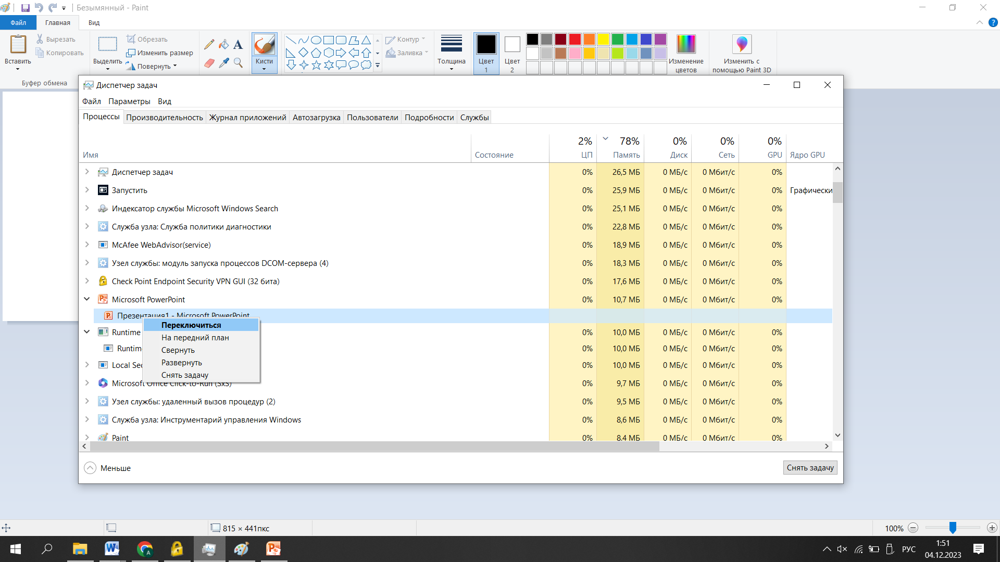 Безымянный - Paint
Файл Главная Вид
Вставить
Вырезать
Копировать
Буфер обмена
Выделить
Обрезать
Изменить размер
Повернуть
A
Кисти
Контур
Заливка
Толщина
Цвет 1
Цвет 2
Изменение цветов
Изменить с помощью Paint 3D
Диспетчер задач
Файл Параметры Вид
Процессы Производительность Журнал приложений Автозагрузка Пользователи Подробности Службы
2% 78% 0% 0% 0%
Имя Состояние ЦП Память Диск Сеть GPU Ядро GPU
Диспетчер задач 0% 26,5 МБ 0 МБ/с 0 Мбит/с 0%
Запустить 0% 25,9 МБ 0 МБ/с 0 Мбит/с 0% Графически
Индексатор службы Microsoft Windows Search 0% 25,1 МБ 0 МБ/с 0 Мбит/с 0%
Служба узла: Служба политики диагностики 0% 22,8 МБ 0 МБ/с 0 Мбит/с 0%
McAfee WebAdvisor(service) 0% 18,9 МБ 0 МБ/с 0 Мбит/с 0%
Узел службы: модуль запуска процессов DCOM-сервера (4) 0% 18,3 МБ 0 МБ/с 0 Мбит/с 0%
Check Point Endpoint Security VPN GUI (32 бита) 0% 17,6 МБ 0 МБ/с 0 Мбит/с 0%
Microsoft PowerPoint 0% 10,7 МБ 0 МБ/с 0 Мбит/с 0%
Презентация1 - Microsoft PowerPoint
Переключиться
На передний план
Свернуть
Развернуть
Снять задачу
Runtime 0% 10,0 МБ 0 МБ/с 0 Мбит/с 0%
Runtim 0% 10,0 МБ 0 МБ/с 0 Мбит/с 0%
Local Sec 0% 10,0 МБ 0 МБ/с 0 Мбит/с 0%
Microsoft Office Click-to-Run (SxS) 0% 9,7 МБ 0 МБ/с 0 Мбит/с 0%
Узел службы: удаленный вызов процедур (2) 0% 9,5 МБ 0 МБ/с 0 Мбит/с 0%
Служба узла: Инструментарий управления Windows 0% 8,6 МБ 0 МБ/с 0 Мбит/с 0%
Paint 0% 8,4 МБ 0 МБ/с 0 Мбит/с 0%
Меньше Снять задачу
815 × 441пкс 100%
РУС 1:51
04.12.2023